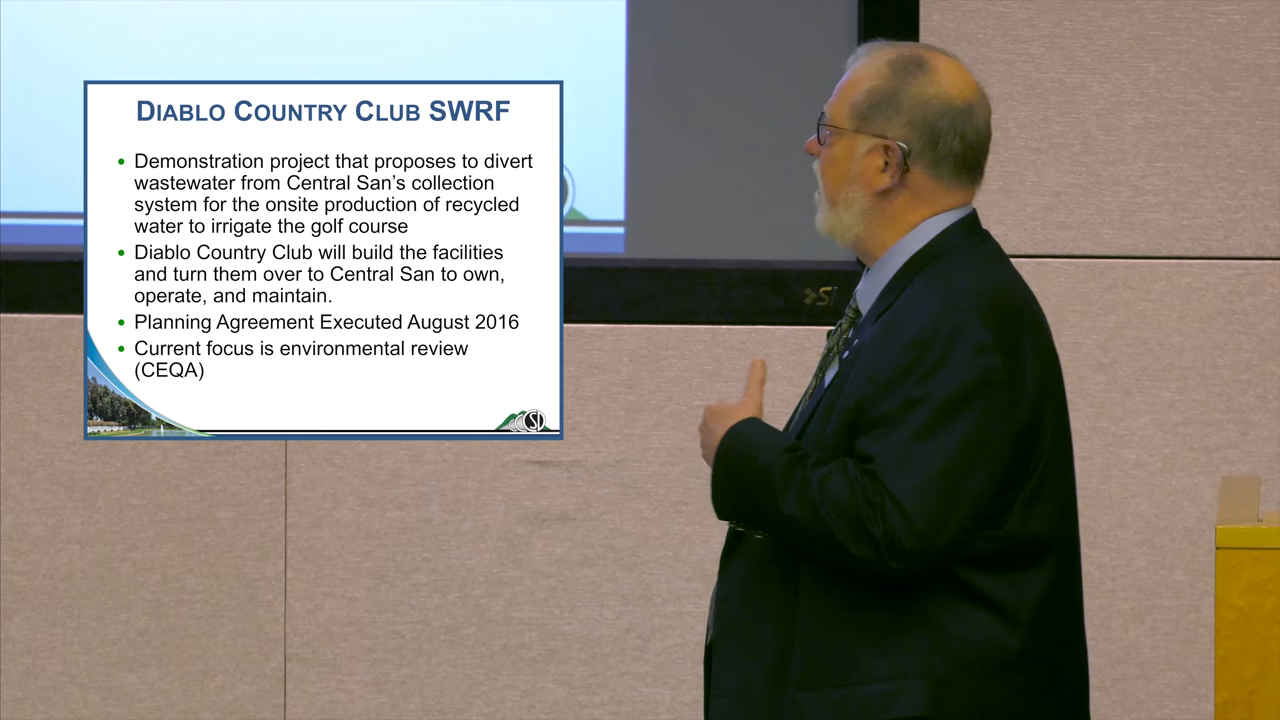 DIABLO COUNTRY CLUB SWRF
• Demonstration project that proposes to divert
wastewater from Central San’s collection
system for the onsite production of recycled
water to irrigate the golf course
• Diablo Country Club will build the facilities
and turn them over to Central San to own,
operate, and maintain.
• Planning Agreement Executed August 2016
• Current focus is environmental review
(CEQA)